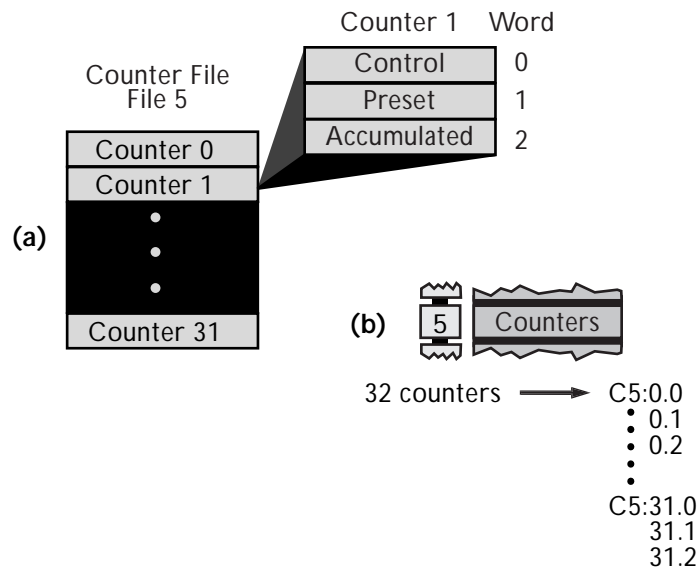 Counter 1 Word
Control 0
Preset 1
Accumulated 2
Counter File
File 5
Counter 0
Counter 1
(a)
Counter 31
(b)
5 Counters
32 counters C5:0.0
0.1
0.2
C5:31.0
31.1
31.2